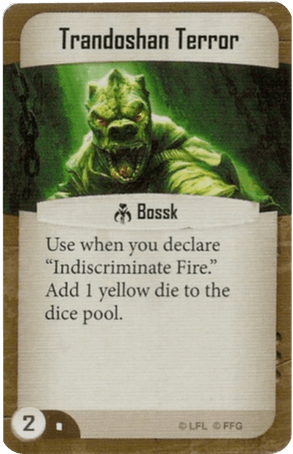 Trandoshan Terror
Bossk
Use when you declare
“Indiscriminate Fire.”
Add 1 yellow die to the
dice pool.
2
© LFL © FFG